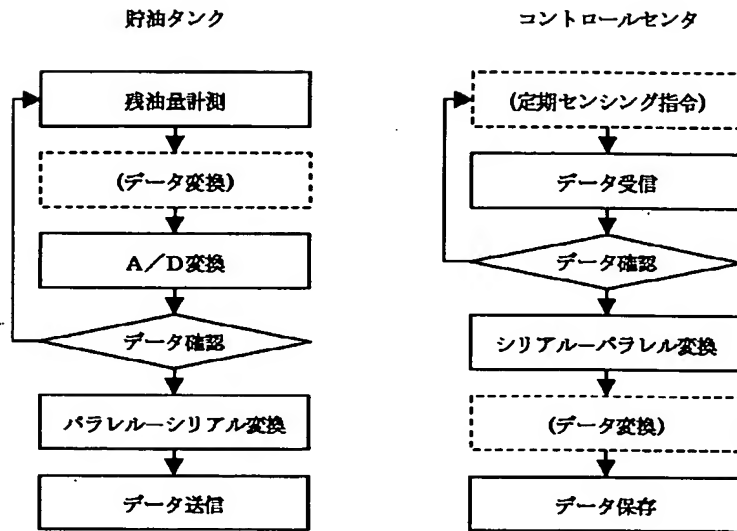 貯油タンク
残油量計測
(データ変換)
A/D変換
データ確認
パラレルーシリアル変換
データ送信
コントロールセンタ
(定期センシング指令)
データ受信
データ確認
シリアルーパラレル変換
(データ変換)
データ保存